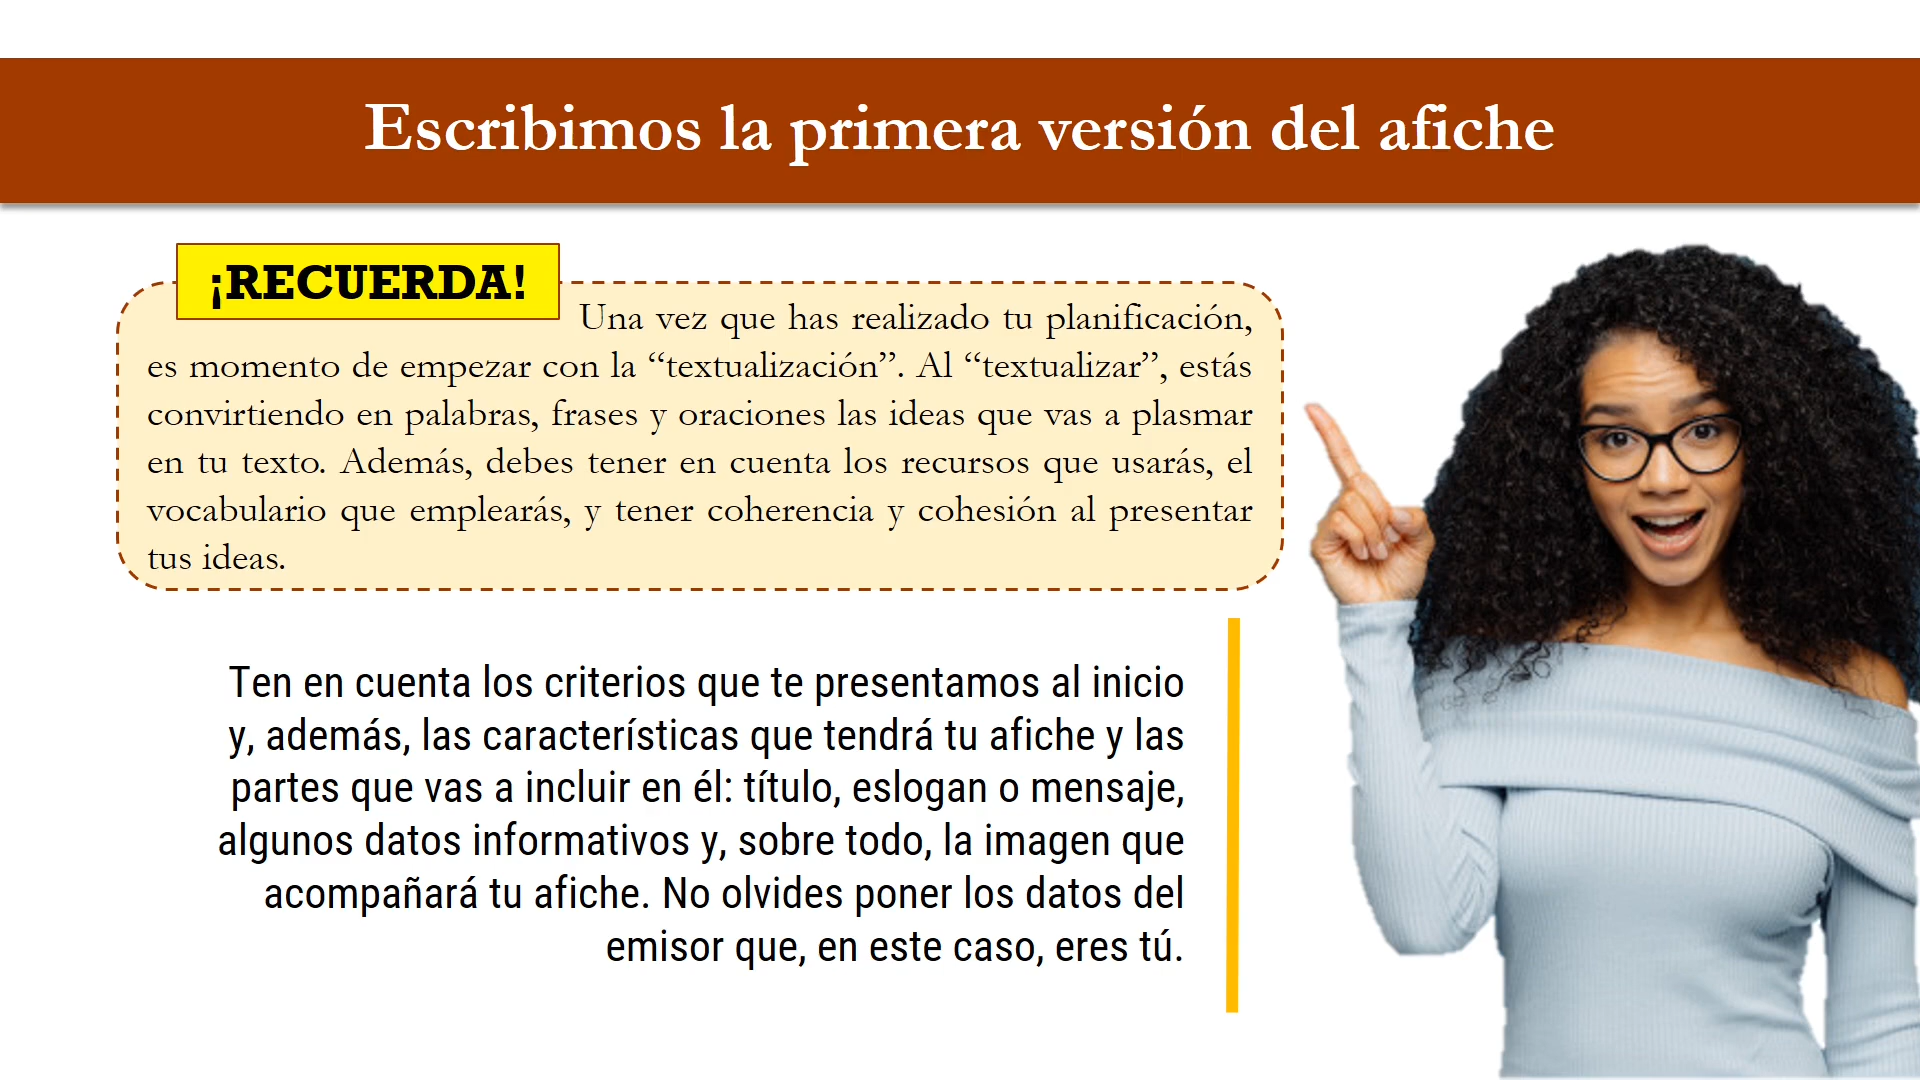 Escribimos la primera versión del afiche
¡RECUERDA!
Una vez que has realizado tu planificación,
es momento de empezar con la “textualización”. Al “textualizar”, estás
convirtiendo en palabras, frases y oraciones las ideas que vas a plasmar
en tu texto. Además, debes tener en cuenta los recursos que usarás, el
vocabulario que emplearás, y tener coherencia y cohesión al presentar
tus ideas.
Ten en cuenta los criterios que te presentamos al inicio
y, además, las características que tendrá tu afiche y las
partes que vas a incluir en él: título, eslogan o mensaje,
algunos datos informativos y, sobre todo, la imagen que
acompañará tu afiche. No olvides poner los datos del
emisor que, en este caso, eres tú.